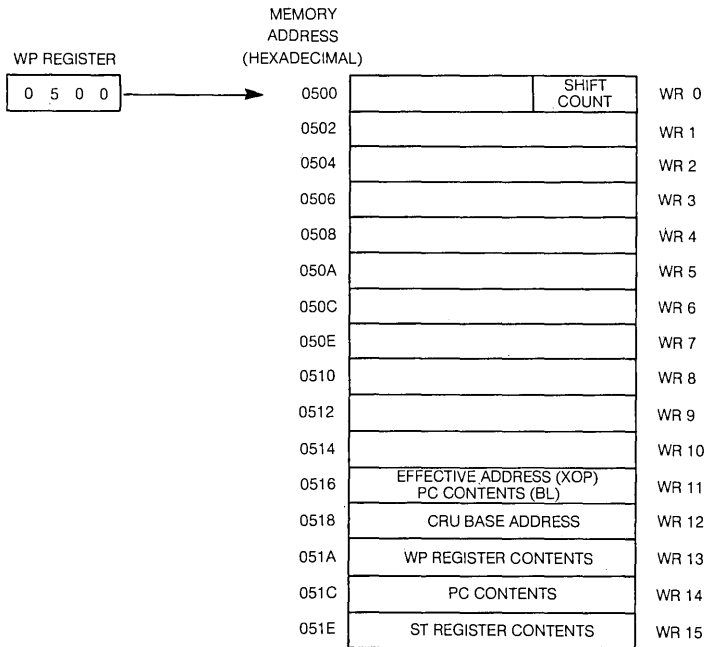 MEMORY
ADDRESS
(HEXADECIMAL)
WP REGISTER
0 5 0 0
0500 SHIFT COUNT WR 0
0502 WR 1
0504 WR 2
0506 WR 3
0508 WR 4
050A WR 5
050C WR 6
050E WR 7
0510 WR 8
0512 WR 9
0514 WR 10
0516 EFFECTIVE ADDRESS (XOP) PC CONTENTS (BL) WR 11
0518 CRU BASE ADDRESS WR 12
051A WP REGISTER CONTENTS WR 13
051C PC CONTENTS WR 14
051E ST REGISTER CONTENTS WR 15